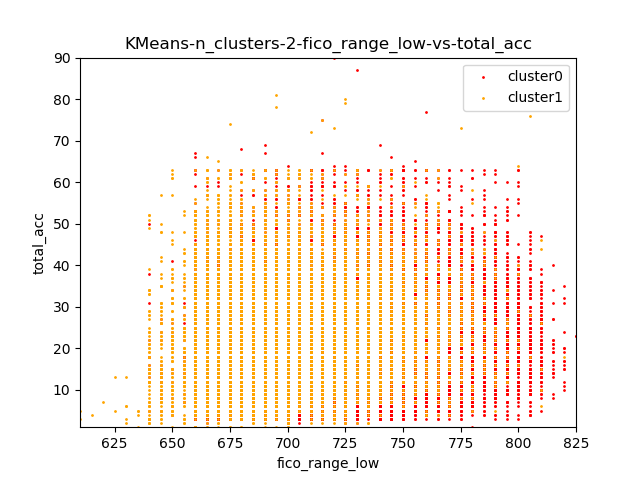 KMeans-n_clusters-2-fico_range_low-vs-total_acc
cluster0
cluster1
90
80
70
60
50
40
30
20
10
total_acc
625 650 675 700 725 750 775 800 825
fico_range_low